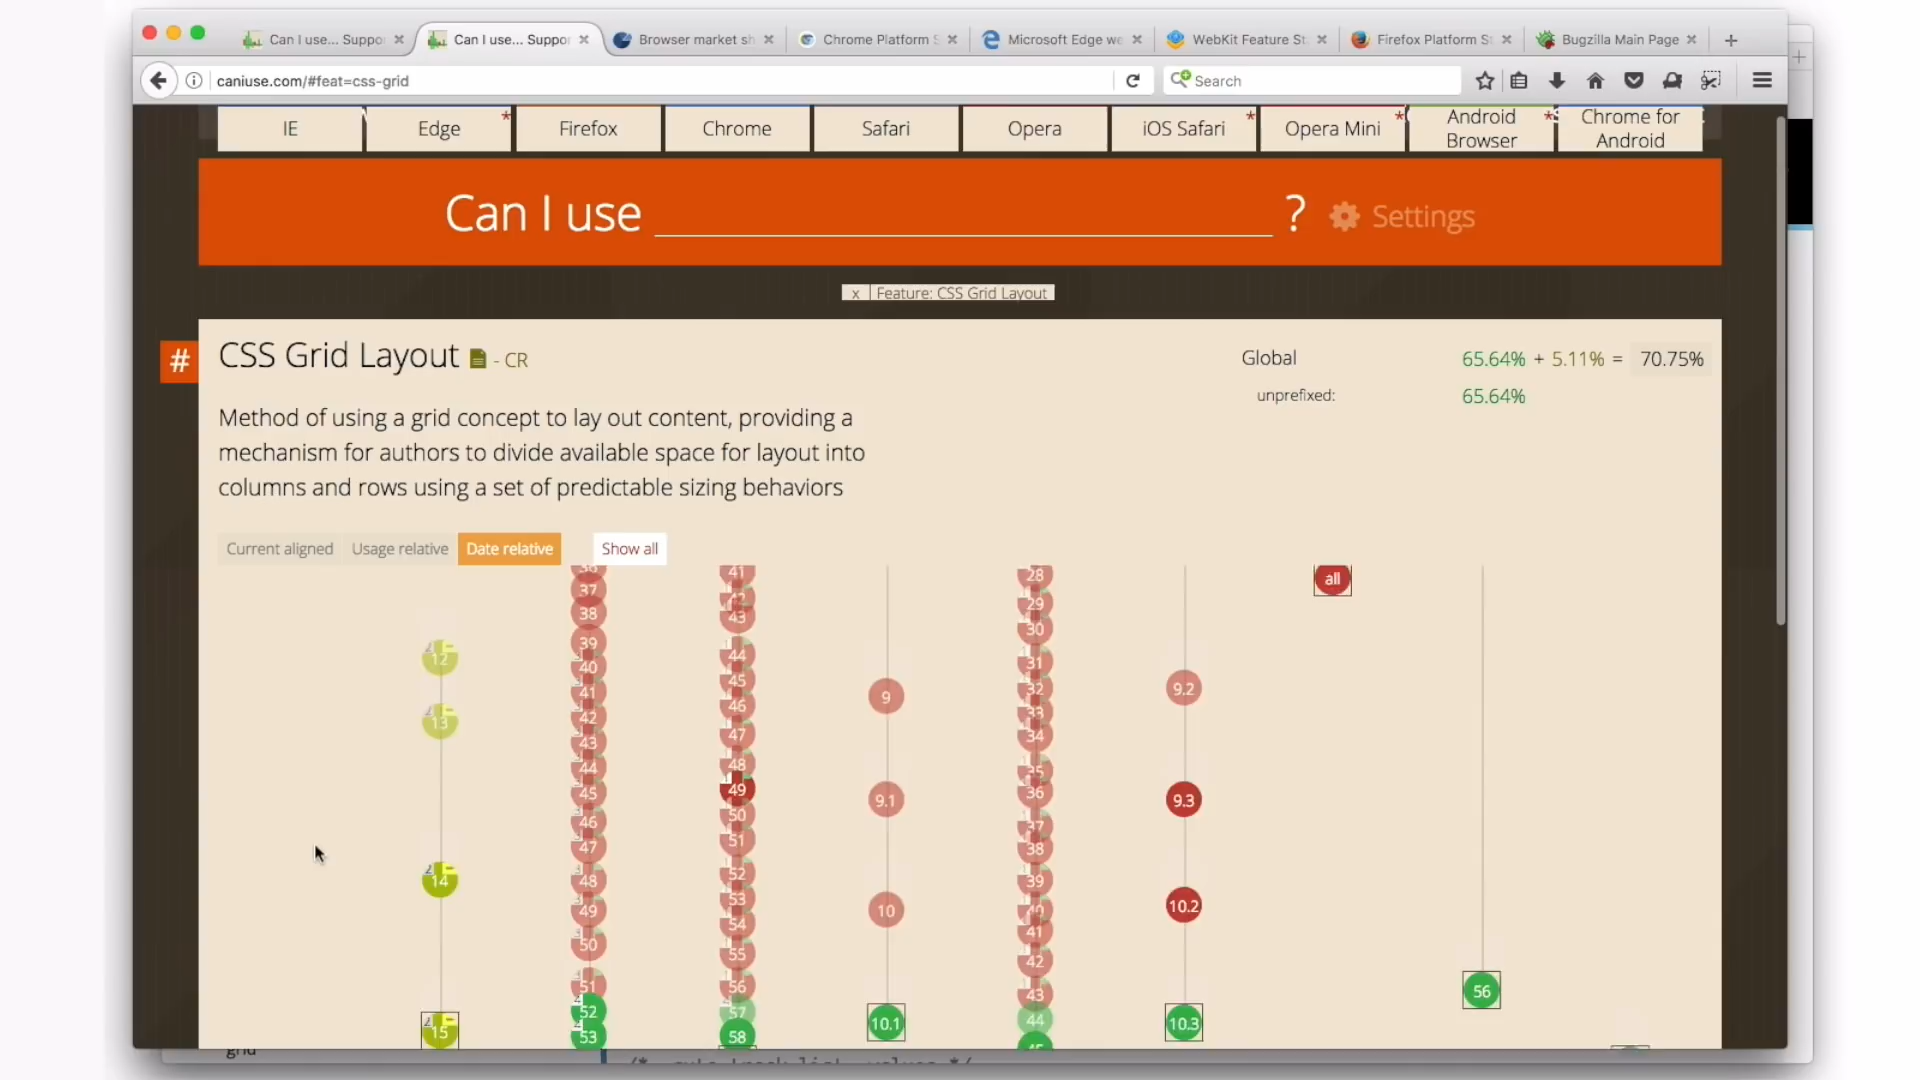 Can I use... Suppo
Can I use... Suppo
Browser market sh
Chrome Platform S
Microsoft Edge we
WebKit Feature St
Firefox Platform St
Bugzilla Main Page
caniuse.com/#feat=css-grid
Search
IE
Edge *
Firefox
Chrome
Safari
Opera
iOS Safari *
Opera Mini *
Android Browser *
Chrome for Android
Can I use ?
Settings
x Feature: CSS Grid Layout
# CSS Grid Layout - CR
Global 65.64% + 5.11% = 70.75%
unprefixed: 65.64%
Method of using a grid concept to lay out content, providing a
mechanism for authors to divide available space for layout into
columns and rows using a set of predictable sizing behaviors
Current aligned Usage relative Date relative Show all
12
13
14
15
37
38
39
40
41
42
43
44
45
46
47
48
49
50
51
52
53
41
42
43
44
45
46
47
48
49
50
51
52
53
54
55
56
57
58
9
9.1
10
10.1
28
29
30
31
32
33
34
35
36
37
38
39
40
41
42
43
44
45
9.2
9.3
10.2
10.3
all
56
grid